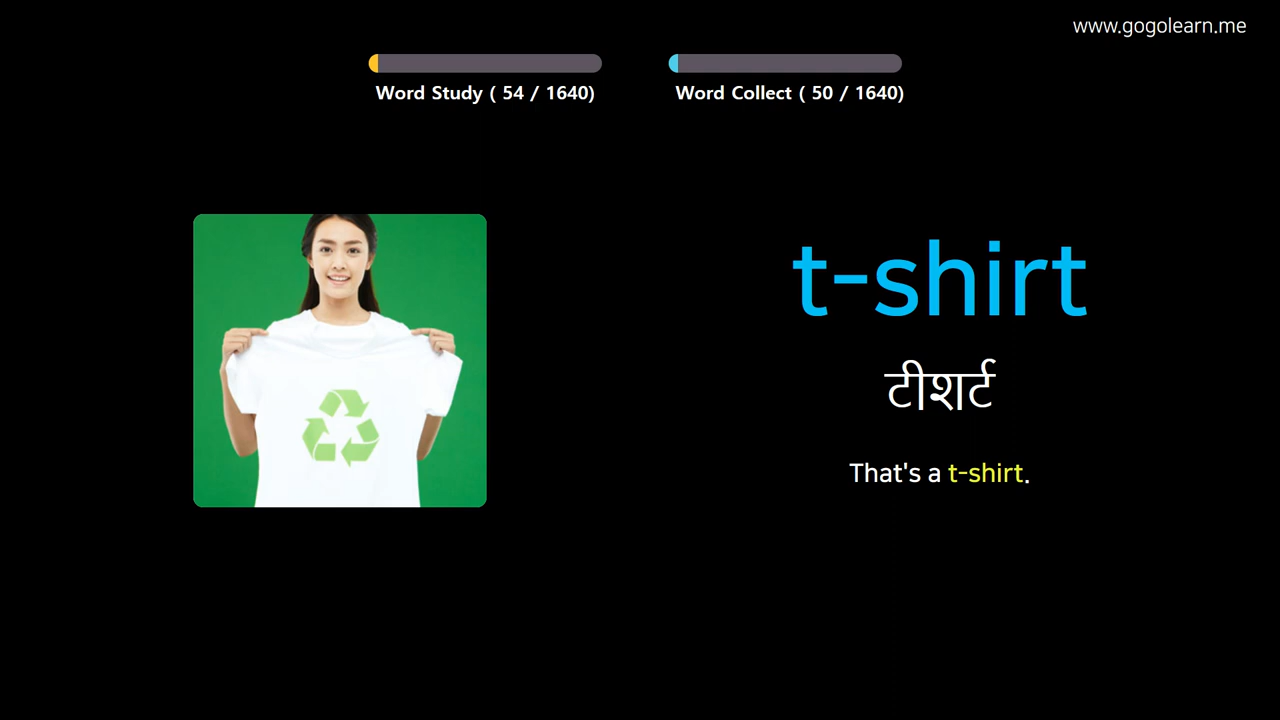 www.gogolearn.me
Word Study ( 54 / 1640)
Word Collect ( 50 / 1640)
t-shirt
टीशर्ट
That's a t-shirt.